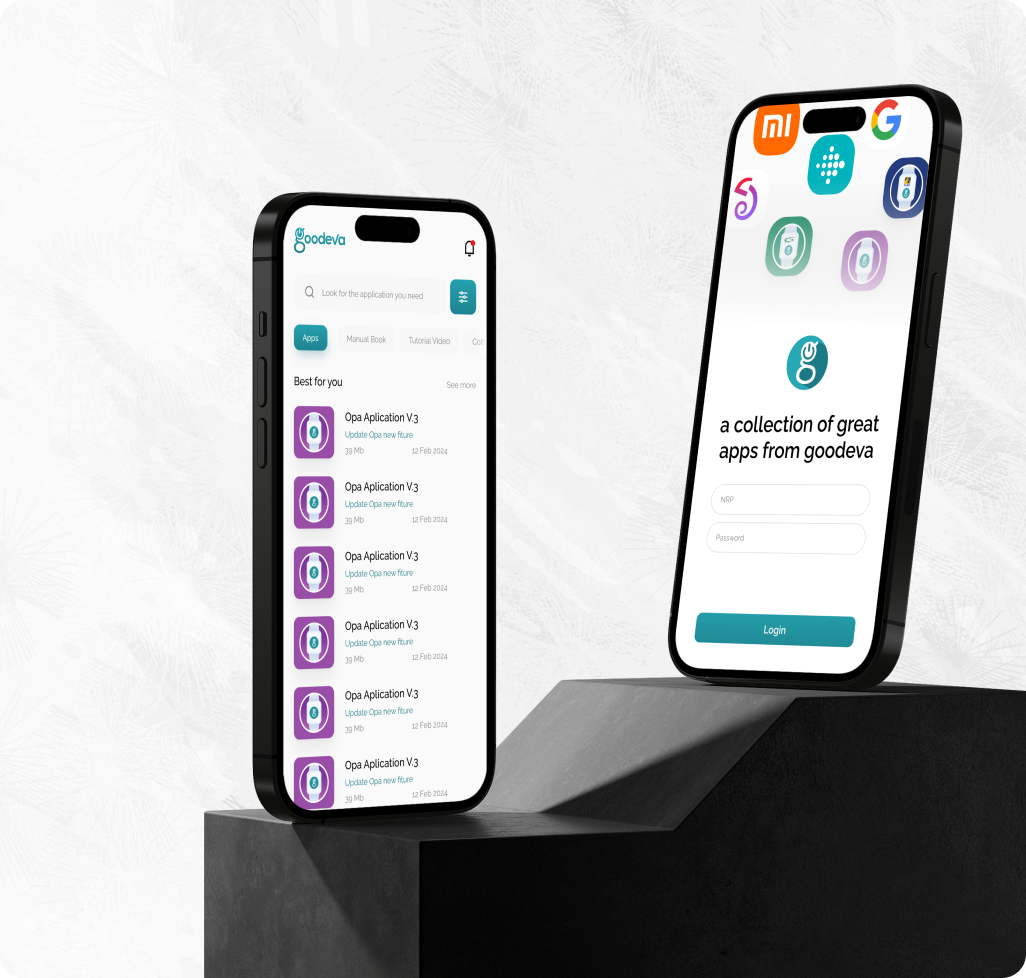 goodeva
Look for the application you need
Apps
Manual Book
Tutorial Video
Best for you
See more
Opa Aplication V.3
Update Opa new fiture
39 Mb
12 Feb 2024
Opa Aplication V.3
Update Opa new fiture
39 Mb
12 Feb 2024
Opa Aplication V.3
Update Opa new fiture
39 Mb
12 Feb 2024
Opa Aplication V.3
Update Opa new fiture
39 Mb
12 Feb 2024
Opa Aplication V.3
Update Opa new fiture
39 Mb
12 Feb 2024
Opa Aplication V.3
Update Opa new fiture
39 Mb
12 Feb 2024
mi
G
a collection of great
apps from goodeva
NRP
Password
Login